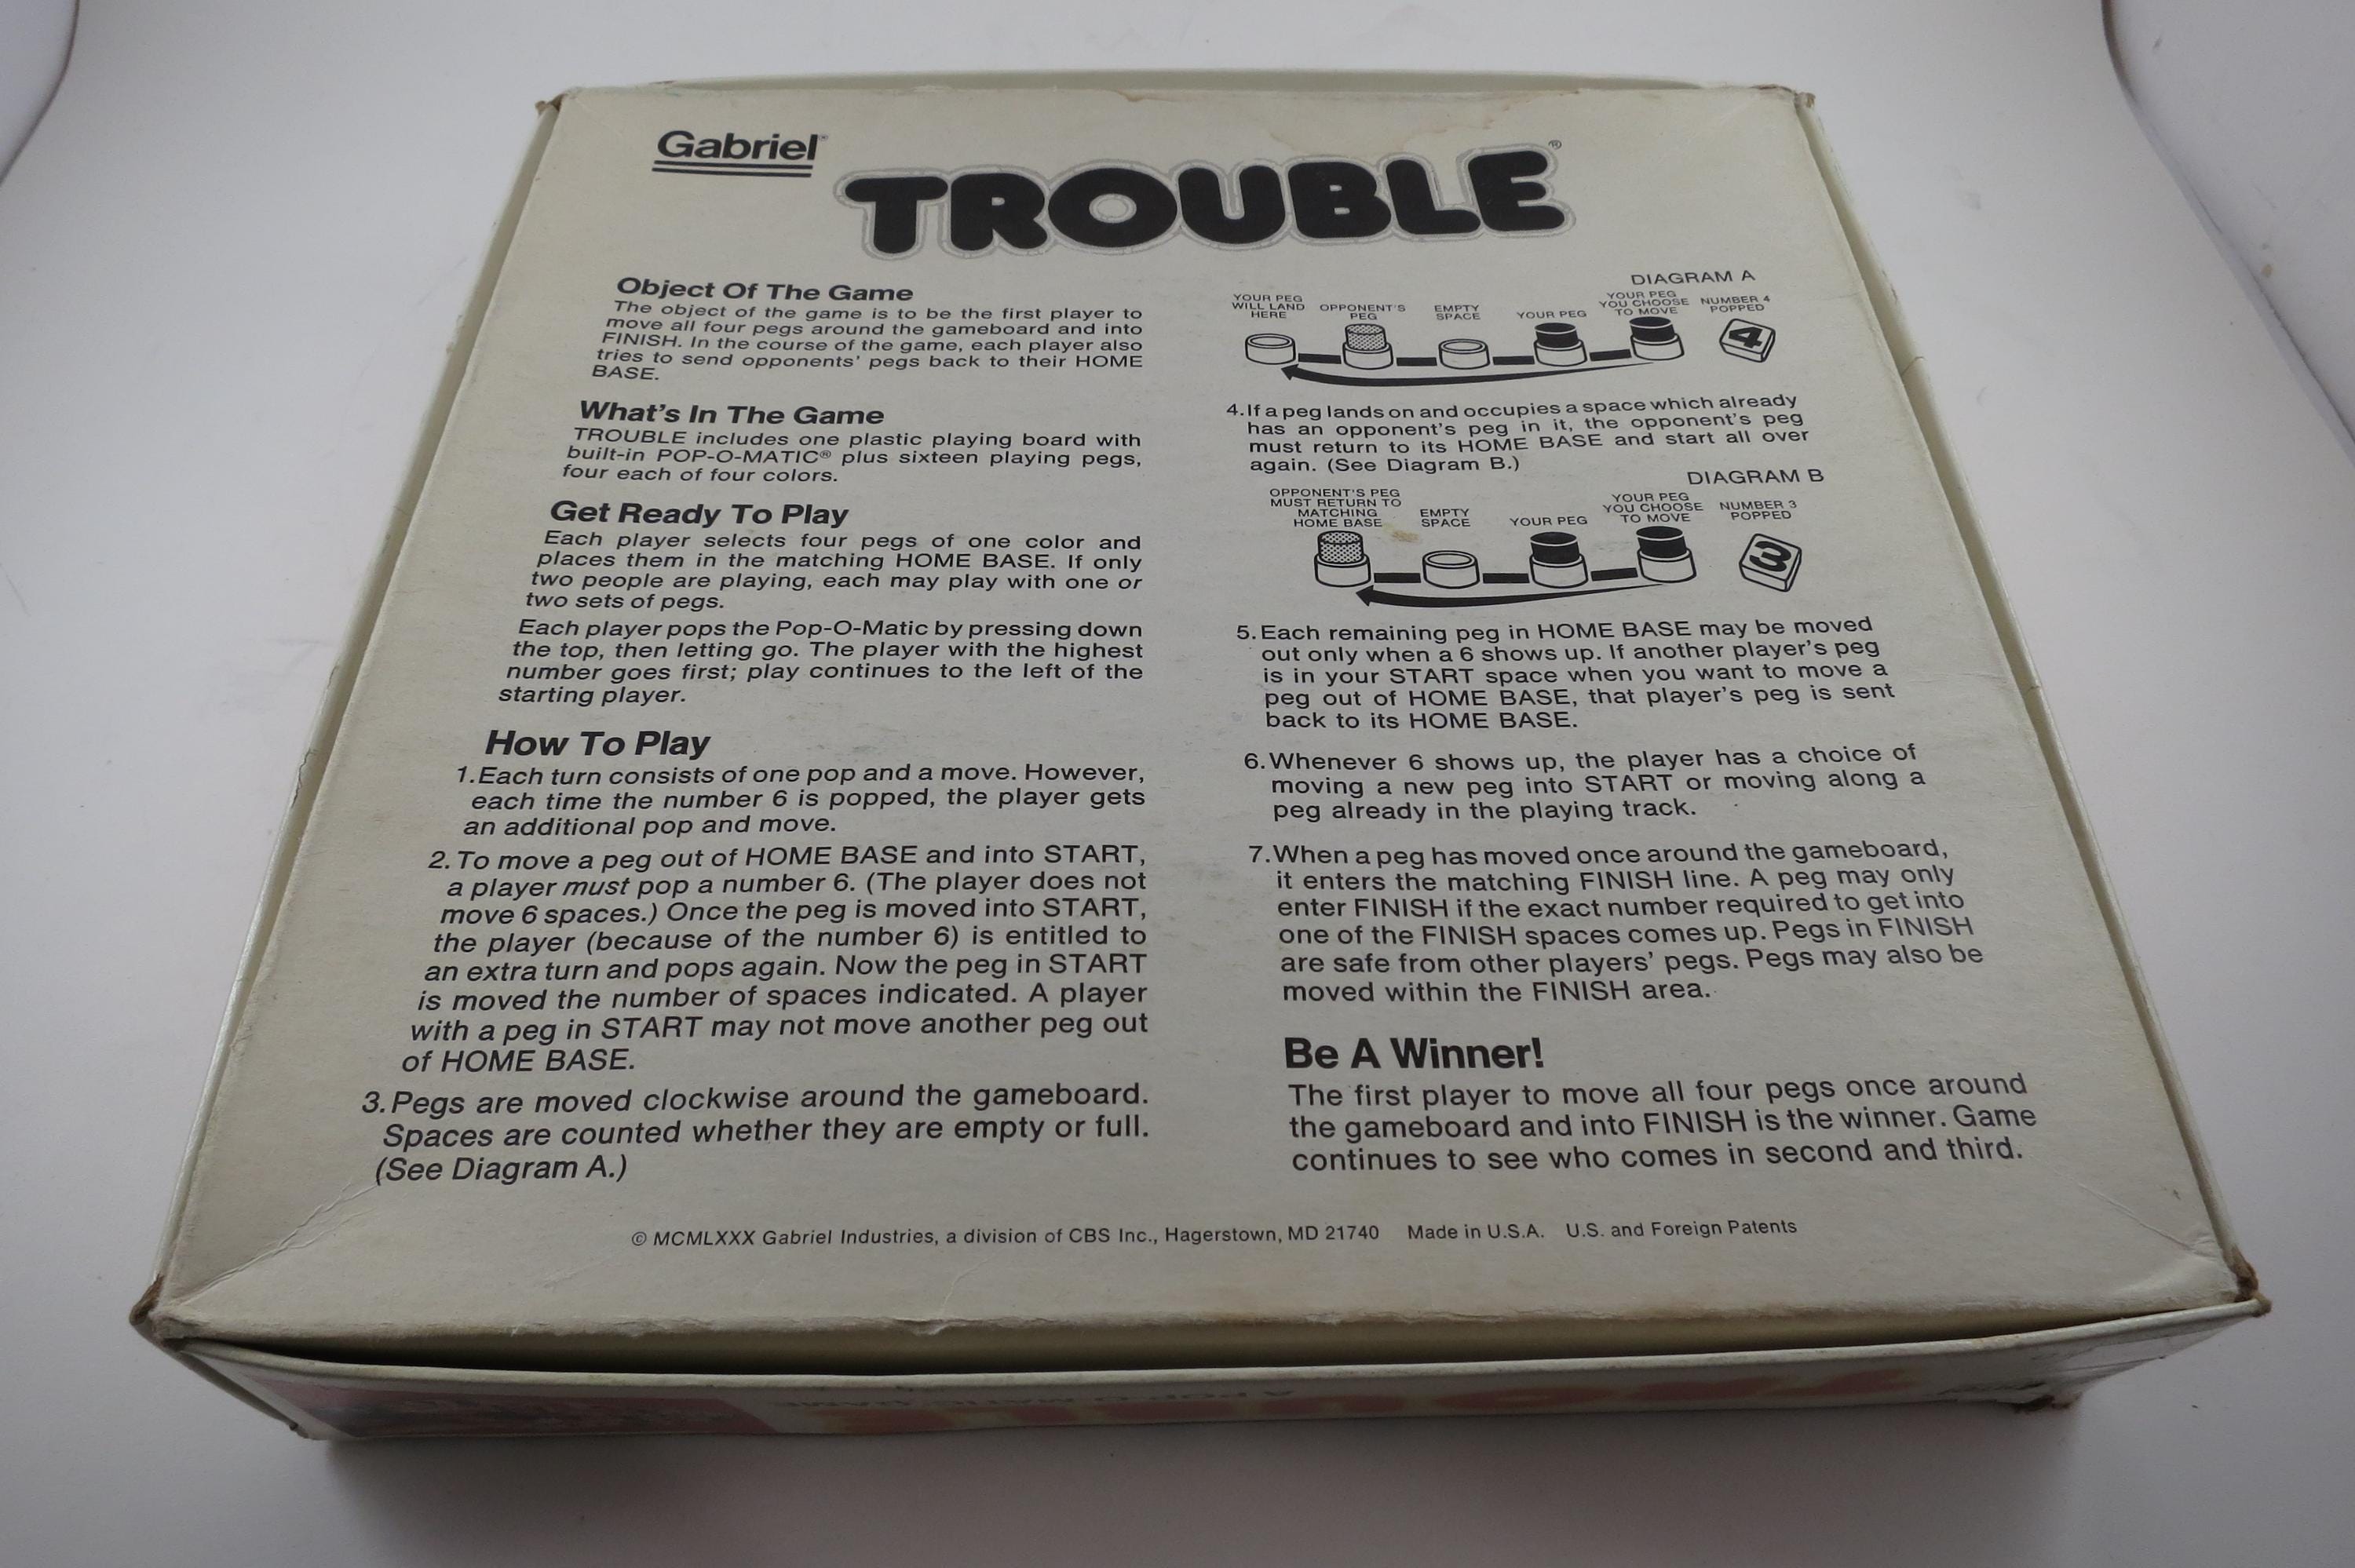 Gabriel®
TROUBLE®
Object Of The Game
The object of the game is to be the first player to
move all four pegs around the gameboard and into
FINISH. In the course of the game, each player also
tries to send opponents' pegs back to their HOME
BASE.
What's In The Game
TROUBLE includes one plastic playing board with
built-in POP-O-MATIC® plus sixteen playing pegs,
four each of four colors.
Get Ready To Play
Each player selects four pegs of one color and
places them in the matching HOME BASE. If only
two people are playing, each may play with one or
two sets of pegs.
Each player pops the Pop-O-Matic by pressing down
the top, then letting go. The player with the highest
number goes first; play continues to the left of the
starting player.
How To Play
1. Each turn consists of one pop and a move. However,
each time the number 6 is popped, the player gets
an additional pop and move.
2. To move a peg out of HOME BASE and into START,
a player must pop a number 6. (The player does not
move 6 spaces.) Once the peg is moved into START,
the player (because of the number 6) is entitled to
an extra turn and pops again. Now the peg in START
is moved the number of spaces indicated. A player
with a peg in START may not move another peg out
of HOME BASE.
3. Pegs are moved clockwise around the gameboard.
Spaces are counted whether they are empty or full.
(See Diagram A.)
DIAGRAM A
YOUR PEG
WILL LAND
HERE
OPPONENT'S
PEG
EMPTY
SPACE
YOUR PEG
YOUR PEG
YOU CHOOSE
TO MOVE
NUMBER 4
POPPED
4
4. If a peg lands on and occupies a space which already
has an opponent's peg in it, the opponent's peg
must return to its HOME BASE and start all over
again. (See Diagram B.)
DIAGRAM B
OPPONENT'S PEG
MUST RETURN TO
MATCHING
HOME BASE
EMPTY
SPACE
YOUR PEG
YOUR PEG
YOU CHOOSE
TO MOVE
NUMBER 3
POPPED
3
5. Each remaining peg in HOME BASE may be moved
out only when a 6 shows up. If another player's peg
is in your START space when you want to move a
peg out of HOME BASE, that player's peg is sent
back to its HOME BASE.
6. Whenever 6 shows up, the player has a choice of
moving a new peg into START or moving along a
peg already in the playing track.
7. When a peg has moved once around the gameboard,
it enters the matching FINISH line. A peg may only
enter FINISH if the exact number required to get into
one of the FINISH spaces comes up. Pegs in FINISH
are safe from other players' pegs. Pegs may also be
moved within the FINISH area.
Be A Winner!
The first player to move all four pegs once around
the gameboard and into FINISH is the winner. Game
continues to see who comes in second and third.
© MCMLXXX Gabriel Industries, a division of CBS Inc., Hagerstown, MD 21740 Made in U.S.A. U.S. and Foreign Patents
A POP-O-MATIC GAME